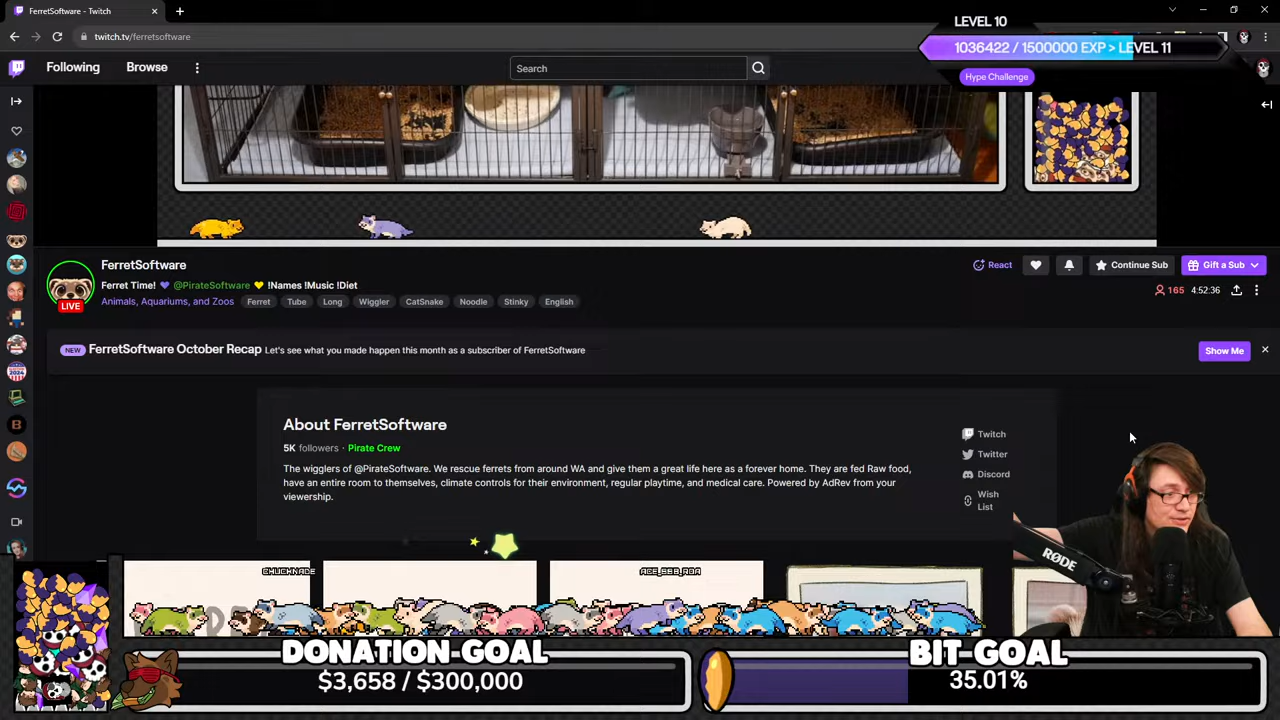 FerretSoftware - Twitch
LEVEL 10
twitch.tv/ferretsoftware
1036422 / 1500000 EXP > LEVEL 11
Following
Browse
Search
Hype Challenge
FerretSoftware
React
Continue Sub
Gift a Sub
Ferret Time! 💙 @PirateSoftware 💛 !Names !Music !Diet
Animals, Aquariums, and Zoos
Ferret
Tube
Long
Wiggler
CatSnake
Noodle
Stinky
English
165
4:52:36
LIVE
NEW
FerretSoftware October Recap Let's see what you made happen this month as a subscriber of FerretSoftware
Show Me
About FerretSoftware
5K followers · Pirate Crew
The wigglers of @PirateSoftware. We rescue ferrets from around WA and give them a great life here as a forever home. They are fed Raw food,
have an entire room to themselves, climate controls for their environment, regular playtime, and medical care. Powered by AdRev from your
viewership.
Twitch
Twitter
Discord
Wish
List
RØDE
CHUCKNADE
ACE_SEB_ADA
DONATION GOAL
$3,658 / $300,000
BIT-GOAL
35.01%